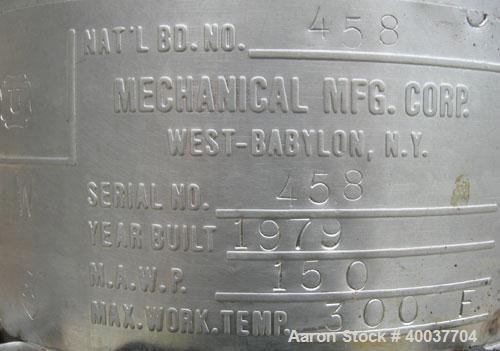 NAT'L BD. NO. 458
U
MECHANICAL MFG. CORP.
WEST-BABYLON, N.Y.
W
SERIAL NO. 458
YEAR BUILT 1979
M.A.W.P. 150
MAX. WORK. TEMP. 300 F
Aaron Stock # 40037704